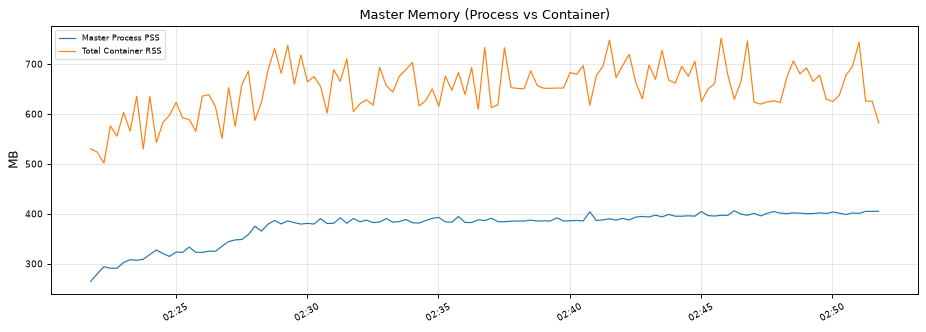 Master Memory (Process vs Container)
Master Process PSS
Total Container RSS
MB
700
600
500
400
300
02:25
02:30
02:35
02:40
02:45
02:50